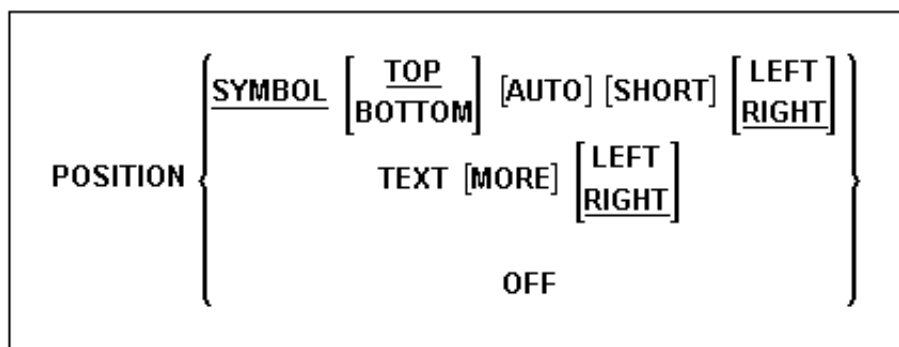 POSITION { SYMBOL [TOP BOTTOM] [AUTO] [SHORT] [LEFT RIGHT]
TEXT [MORE] [LEFT RIGHT]
OFF }